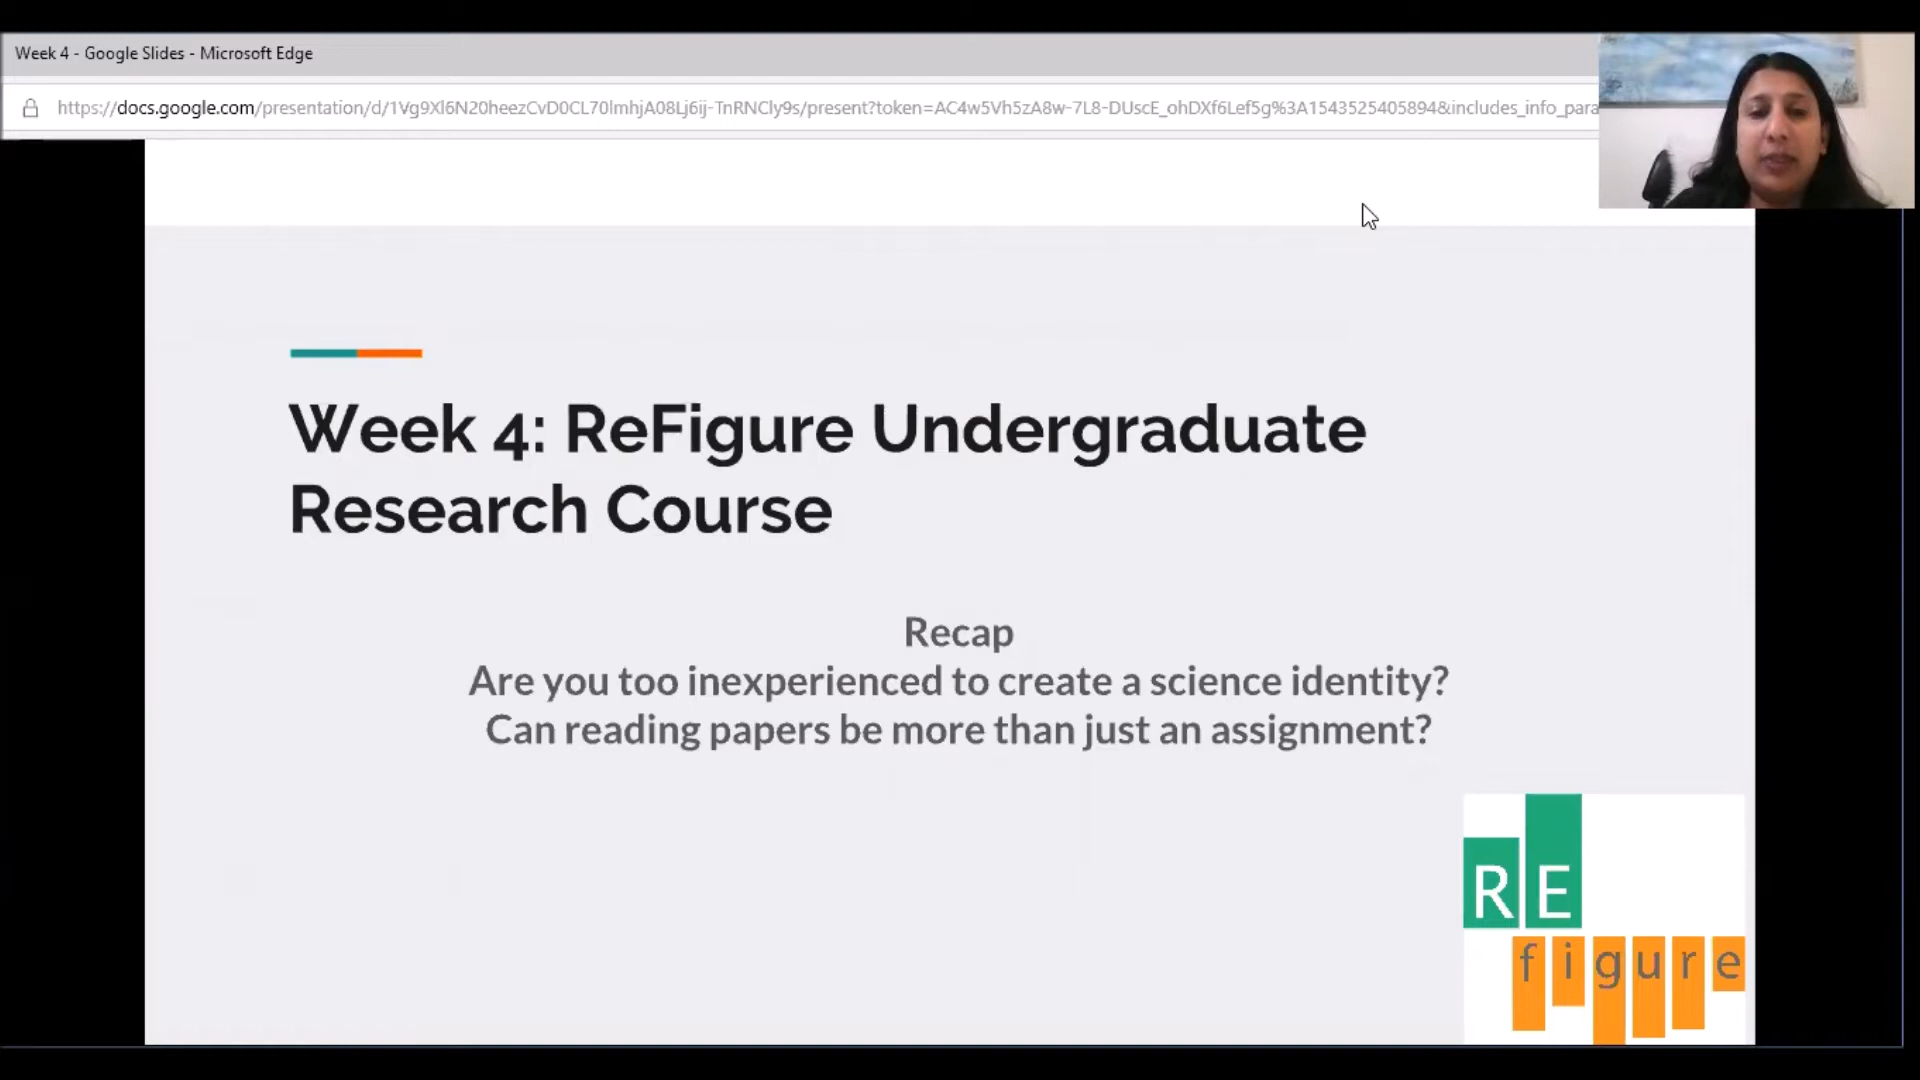 Week 4 - Google Slides - Microsoft Edge
https://docs.google.com/presentation/d/1Vg9Xl6N20heezCvD0CL70lmhjA08Lj6ij-TnRNCly9s/present?token=AC4w5Vh5zA8w-7L8-DUscE_ohDXf6Lef5g%3A1543525405894&includes_info_para
Week 4: ReFigure Undergraduate
Research Course
Recap
Are you too inexperienced to create a science identity?
Can reading papers be more than just an assignment?
RE
figure